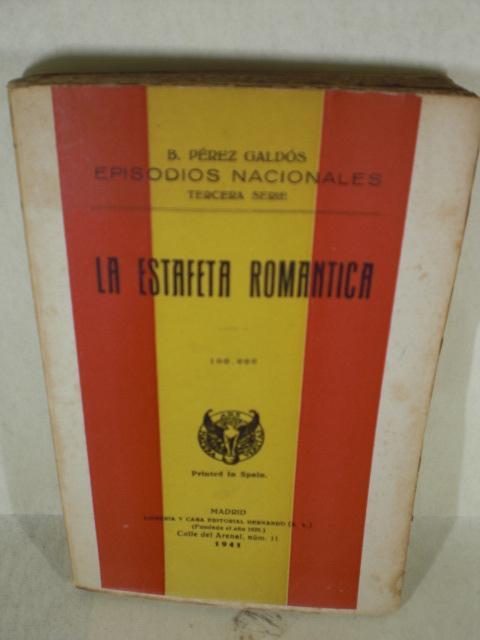 B. PÉREZ GALDÓS
EPISODIOS NACIONALES
TERCERA SERIE
LA ESTAFETA ROMANTICA
100.000
Printed in Spain.
MADRID
LIBRERIA Y CASA EDITORIAL HERNANDO (S. A.)
(Fundada el año 1828.)
Calle del Arenal, núm. 11
1941